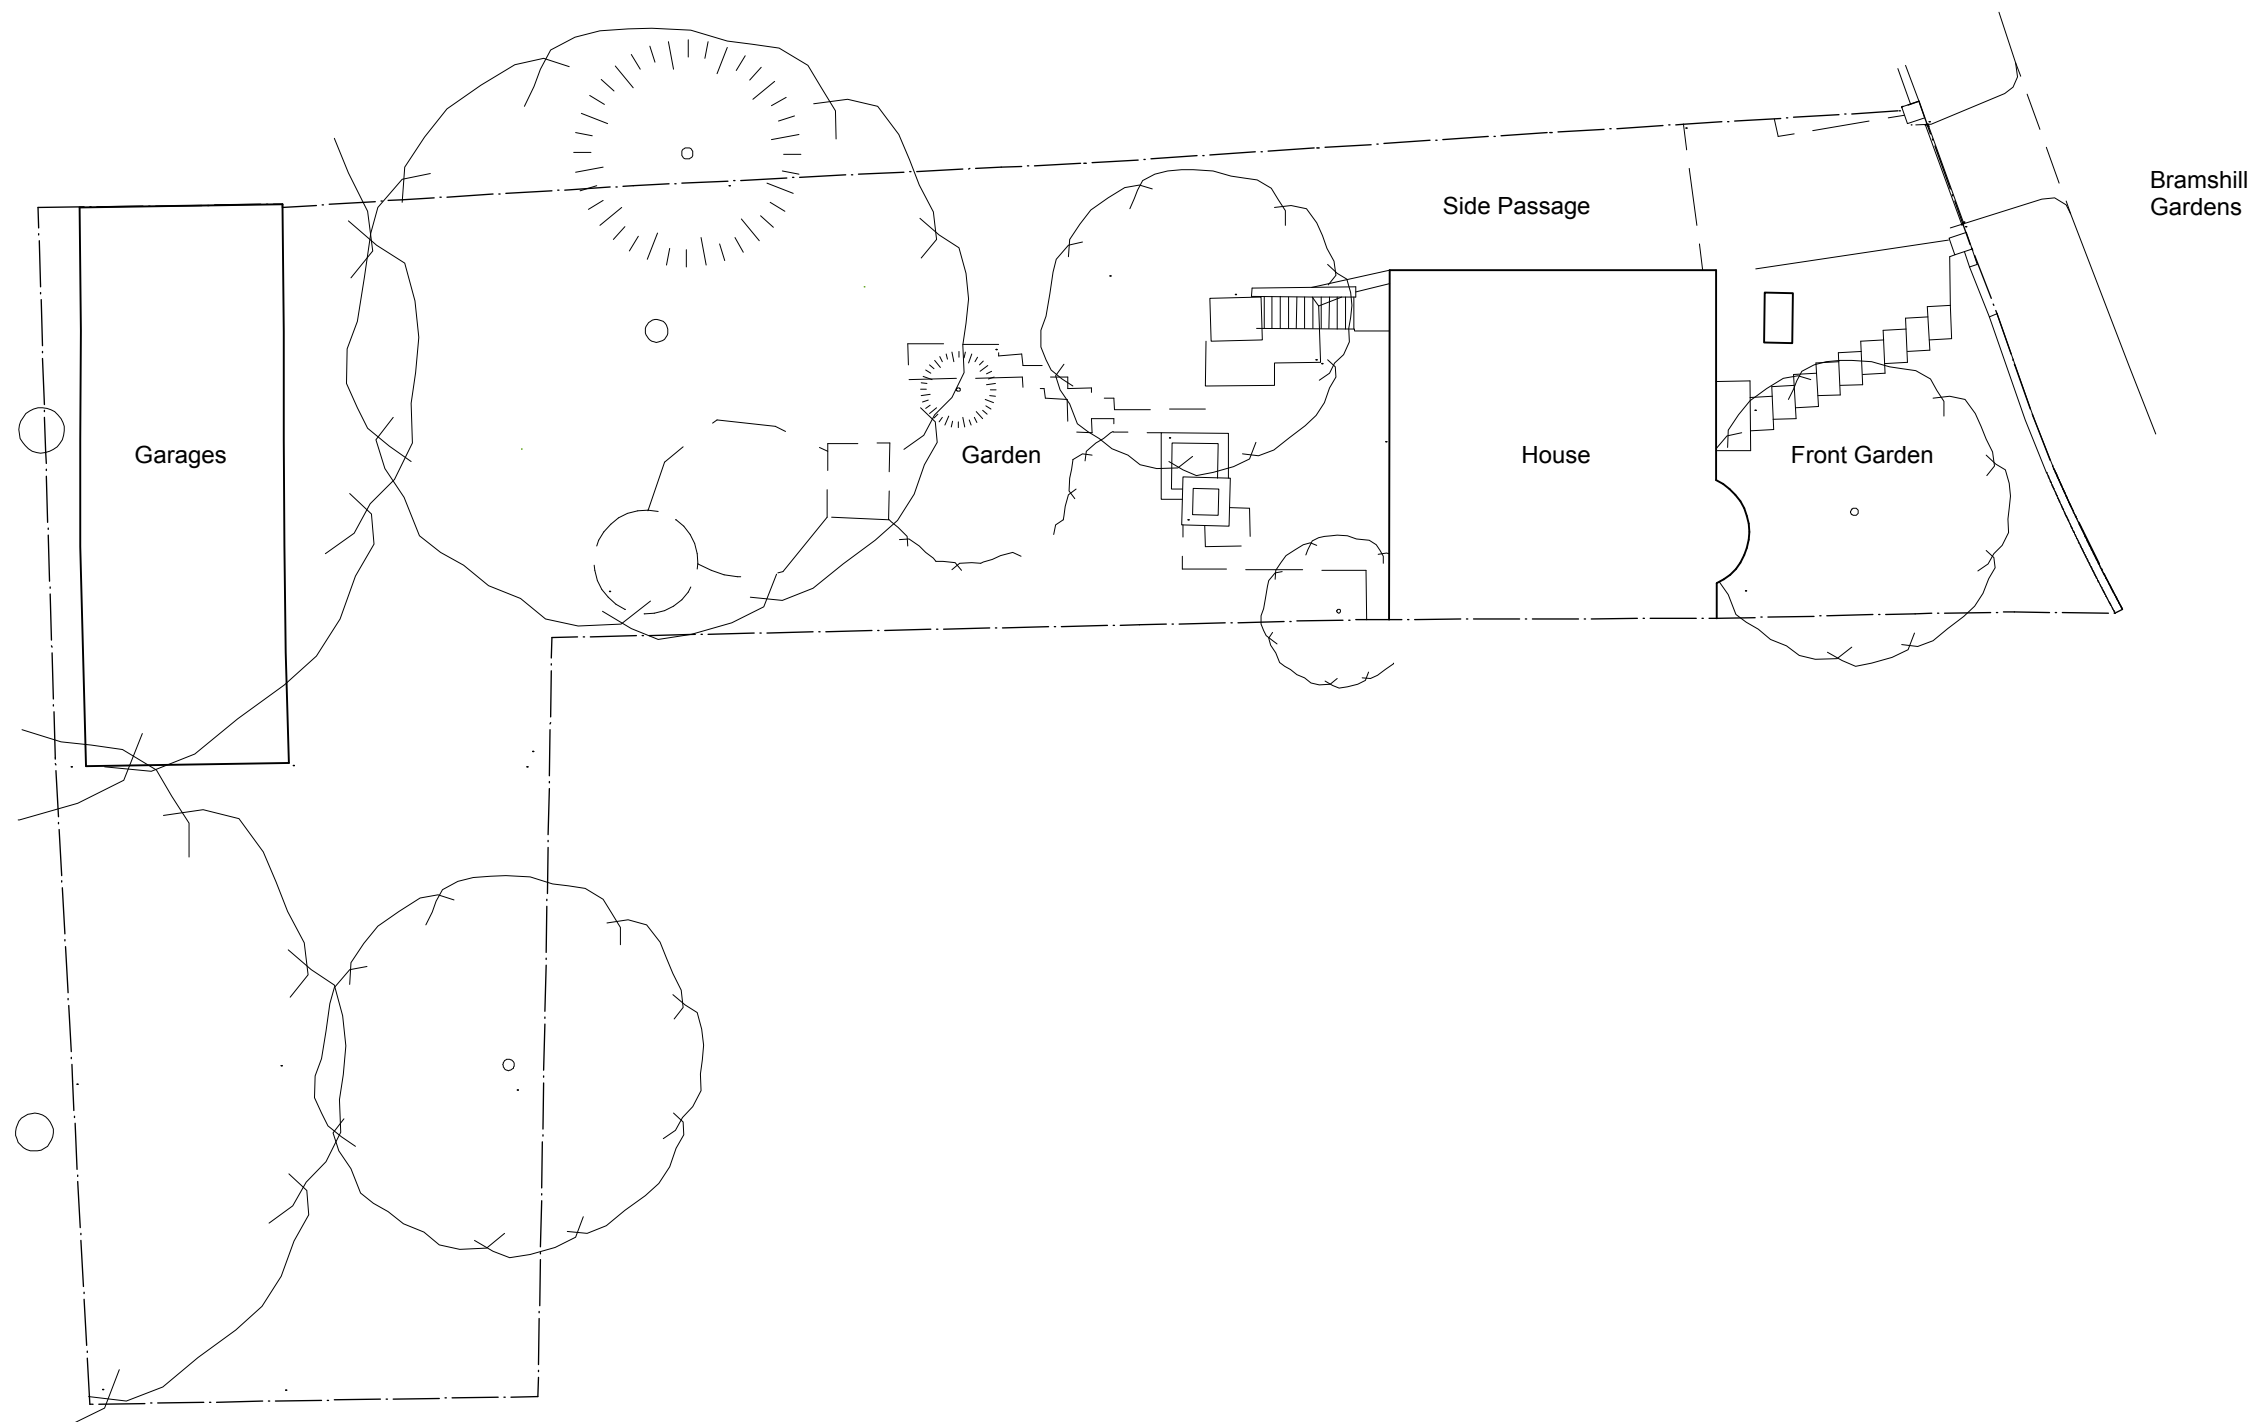 Bramshill
Gardens
Side Passage
Garages
Garden
House
Front Garden